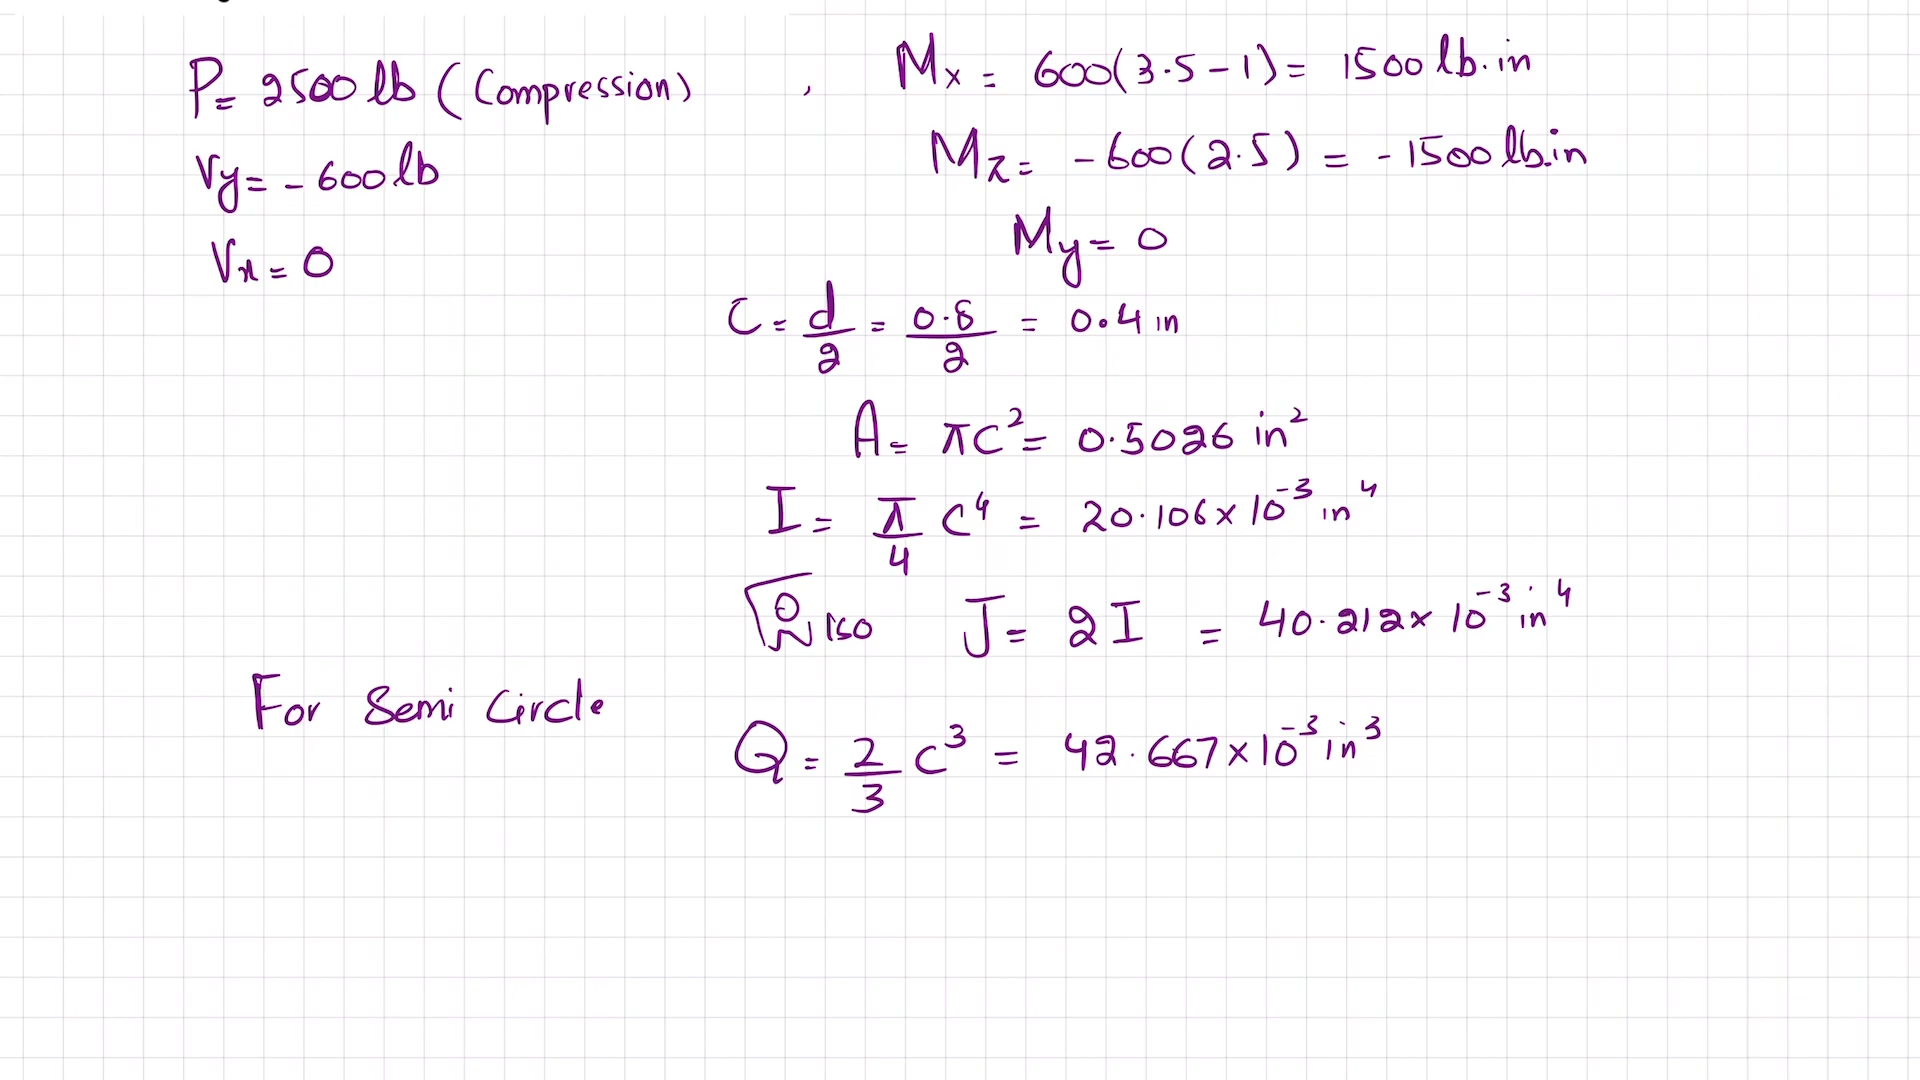 P = 2500 lb (Compression) , Mx = 600(3.5-1) = 1500 lb.in
Vy = -600 lb
Mz = -600(2.5) = -1500 lb.in
Vx = 0
My = 0
C = d/2 = 0.8/2 = 0.4 in
A = πC² = 0.5026 in²
I = π/4 C⁴ = 20.106 × 10⁻³ in⁴
ISO J = 2I = 40.212 × 10⁻³ in⁴
For Semi Circle
Q = 2/3 C³ = 42.667 × 10⁻³ in³